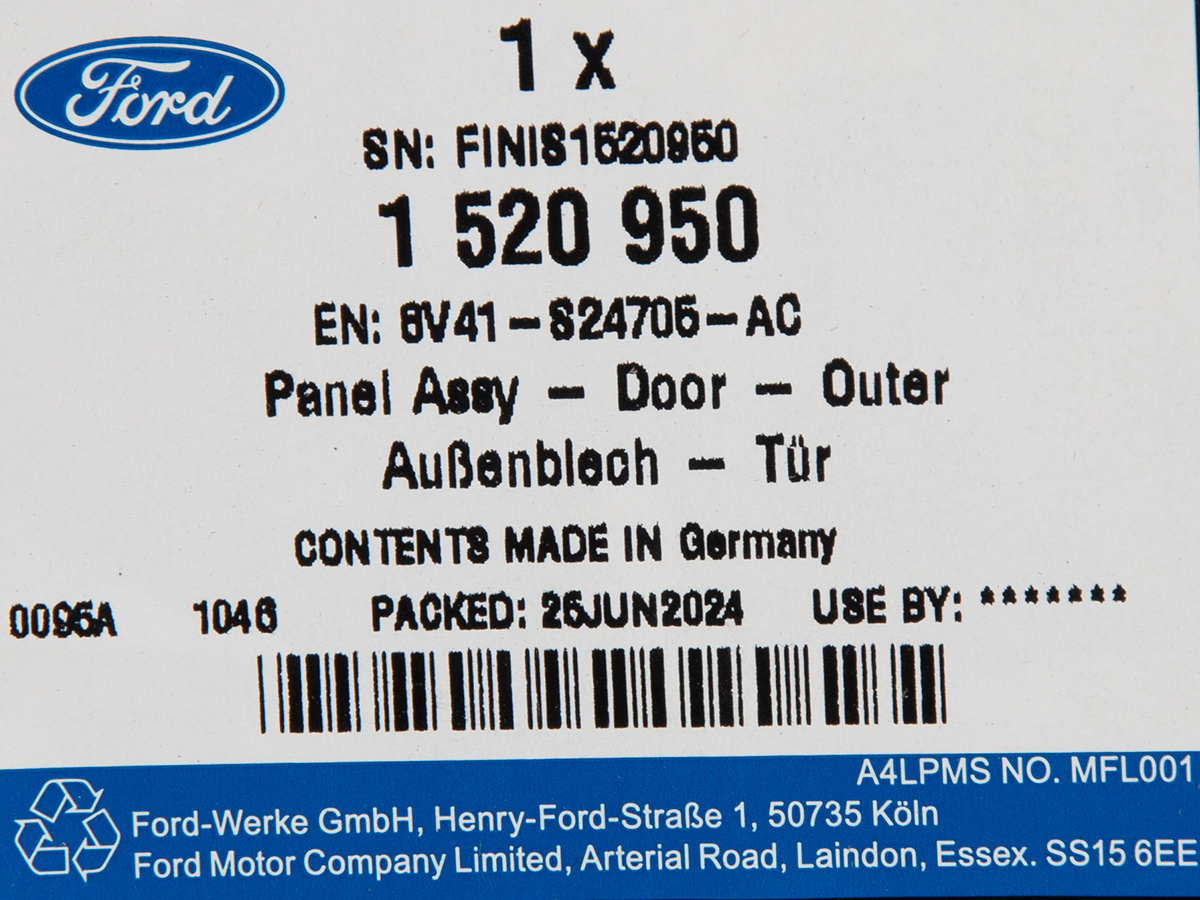 Ford
1 x
SN: FINIS1520950
1 520 950
EN: 8V41-S24705-AC
Panel Assy - Door - Outer
Außenblech - Tür
CONTENTS MADE IN Germany
0095A 1046 PACKED: 26JUN2024 USE BY: *******
A4LPMS NO. MFL001
Ford-Werke GmbH, Henry-Ford-Straße 1, 50735 Köln
Ford Motor Company Limited, Arterial Road, Laindon, Essex. SS15 6EE